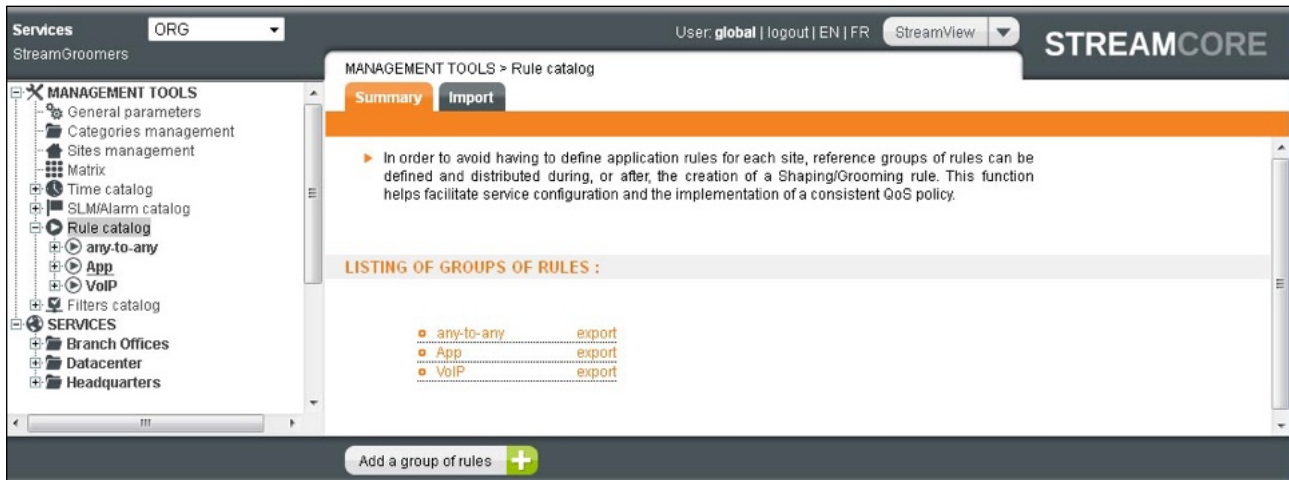 Services ORG
StreamGroomers
User: global | logout | EN | FR StreamView
STREAMCORE
MANAGEMENT TOOLS > Rule catalog
Summary Import
MANAGEMENT TOOLS
General parameters
Categories management
Sites management
Matrix
Time catalog
SLM/Alarm catalog
Rule catalog
any-to-any
App
VoIP
Filters catalog
SERVICES
Branch Offices
Datacenter
Headquarters
In order to avoid having to define application rules for each site, reference groups of rules can be
defined and distributed during, or after, the creation of a Shaping/Grooming rule. This function
helps facilitate service configuration and the implementation of a consistent QoS policy.
LISTING OF GROUPS OF RULES :
any-to-any export
App export
VoIP export
Add a group of rules